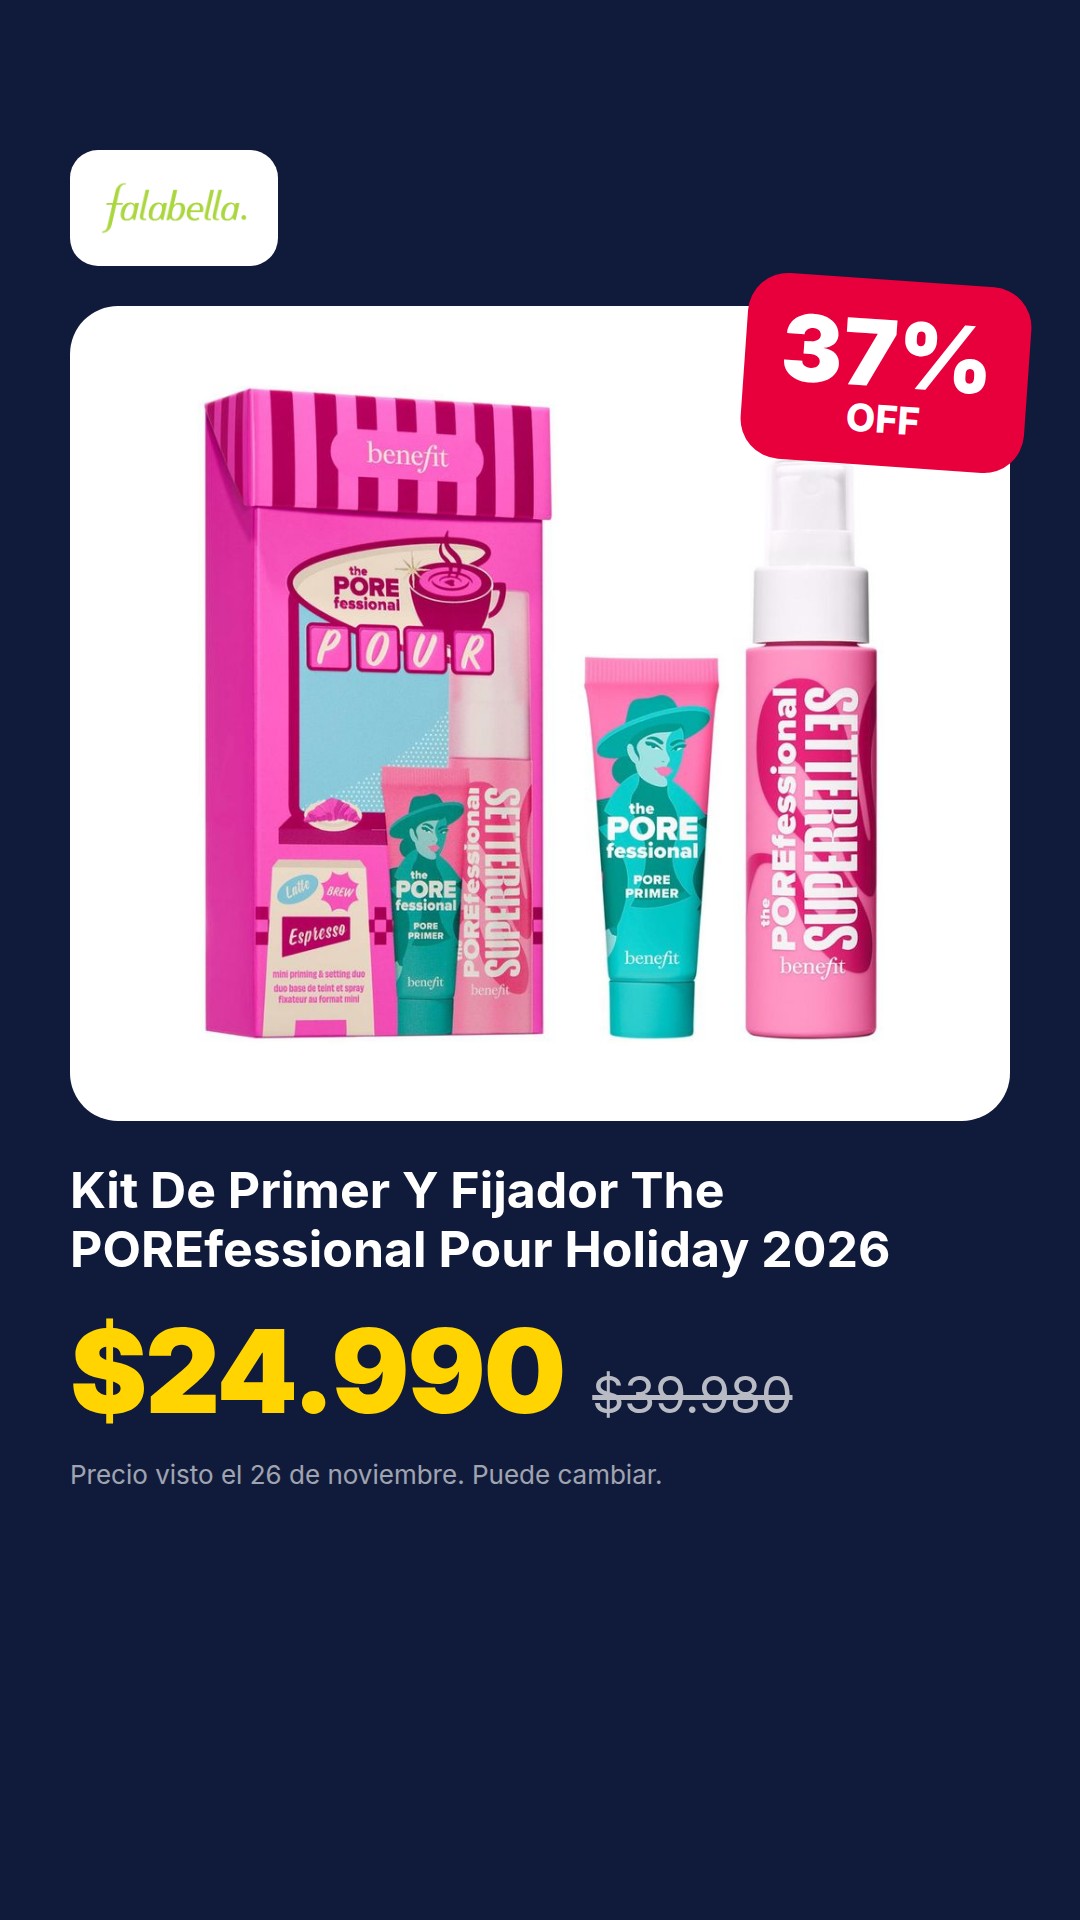 falabella.
37%
OFF
benefit
the
PORE
fessional
POUR
the
PORE
fessional
PORE
PRIMER
benefit
the POREfessional
SUPER SETTER
benefit
Latte
BREW
Espresso
mini priming & setting duo
duo base de teint et spray
fixateur au format mini
the
PORE
fessional
PORE
PRIMER
benefit
the POREfessional
SUPER SETTER
benefit
Kit De Primer Y Fijador The
POREfessional Pour Holiday 2026
$24.990 $39.980
Precio visto el 26 de noviembre. Puede cambiar.